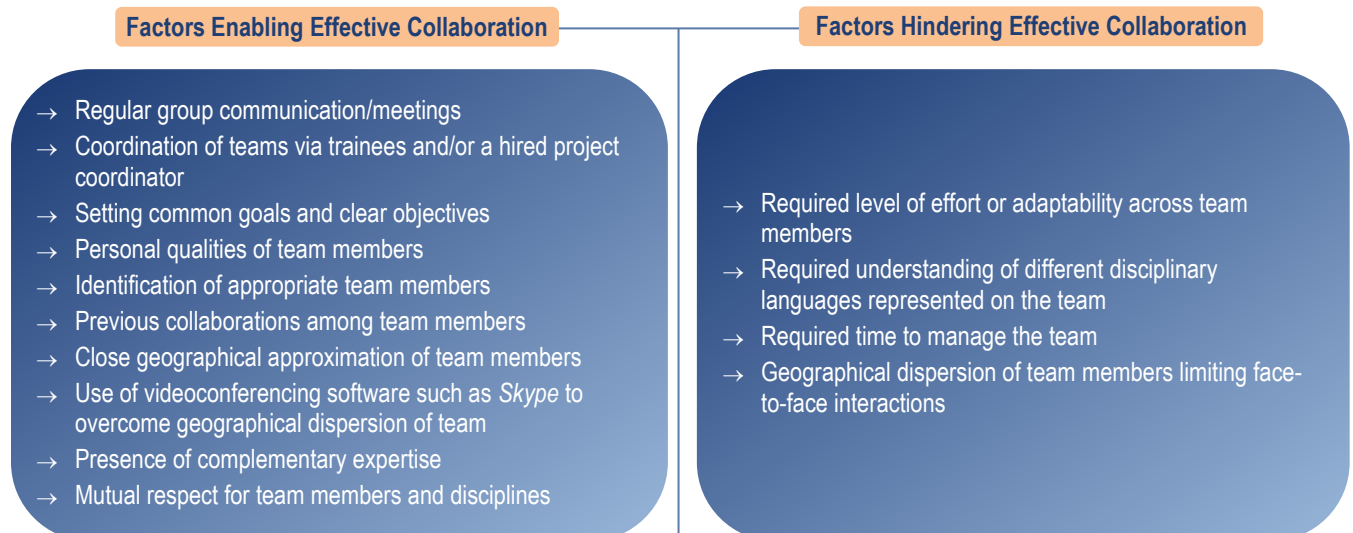 Factors Enabling Effective Collaboration
→ Regular group communication/meetings
→ Coordination of teams via trainees and/or a hired project
coordinator
→ Setting common goals and clear objectives
→ Personal qualities of team members
→ Identification of appropriate team members
→ Previous collaborations among team members
→ Close geographical approximation of team members
→ Use of videoconferencing software such as Skype to
overcome geographical dispersion of team
→ Presence of complementary expertise
→ Mutual respect for team members and disciplines
Factors Hindering Effective Collaboration
→ Required level of effort or adaptability across team
members
→ Required understanding of different disciplinary
languages represented on the team
→ Required time to manage the team
→ Geographical dispersion of team members limiting face-
to-face interactions